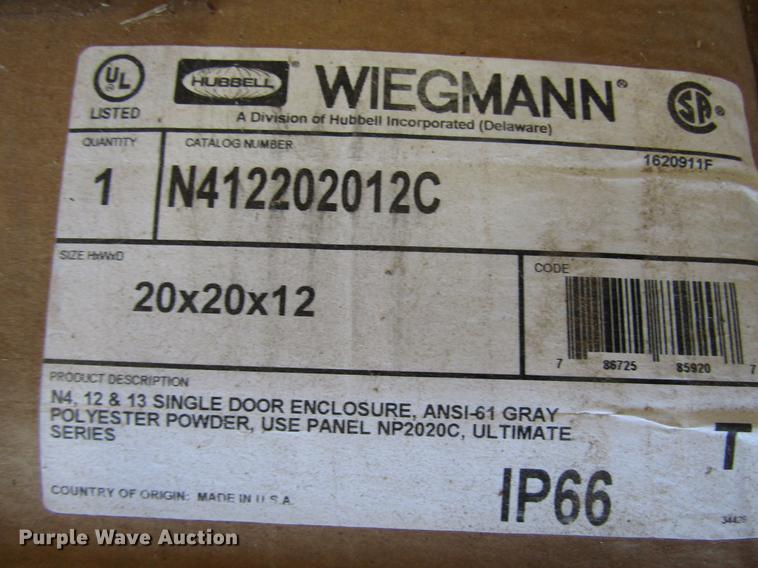 UL
LISTED
HUBBELL®
WIEGMANN®
A Division of Hubbell Incorporated (Delaware)
SA®
QUANTITY
1
CATALOG NUMBER
N412202012C
1620911F
SIZE HxWxD
20x20x12
CODE
7 86725 85920 7
PRODUCT DESCRIPTION
N4, 12 & 13 SINGLE DOOR ENCLOSURE, ANSI-61 GRAY
POLYESTER POWDER, USE PANEL NP2020C, ULTIMATE
SERIES
T
COUNTRY OF ORIGIN: MADE IN U.S.A.
IP66
Purple Wave Auction